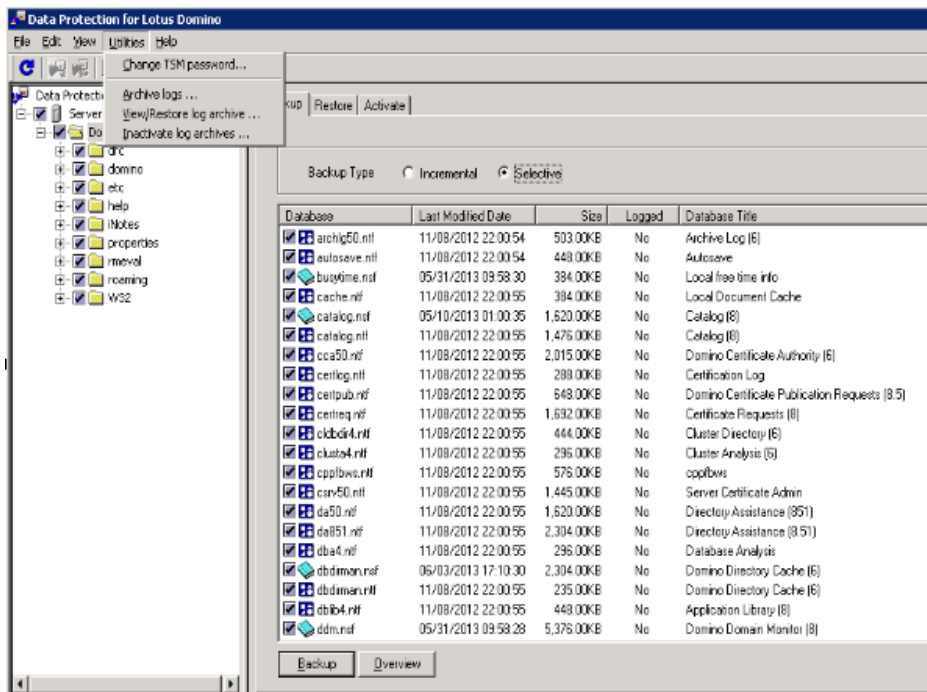 Data Protection for Lotus Domino
File Edit View Utilities Help
Change TSM password...
Archive logs ...
View/Restore log archive ...
Inactivate log archives ...
Data Protecti
Server
Do
drc
domino
etc
help
iNotes
properties
rmeval
roaming
W32
kup Restore Activate
Backup Type Incremental Selective
Database Last Modified Date Size Logged Database Title
archlg50.ntf 11/08/2012 22:00:54 503.00KB No Archive Log (6)
autosave.ntf 11/08/2012 22:00:54 448.00KB No Autosave
busytime.nsf 05/31/2013 09:58:30 384.00KB No Local free time info
cache.ntf 11/08/2012 22:00:55 384.00KB No Local Document Cache
catalog.nsf 05/10/2013 01:00:35 1,620.00KB No Catalog (8)
catalog.ntf 11/08/2012 22:00:55 1,476.00KB No Catalog (8)
cca50.ntf 11/08/2012 22:00:55 2,015.00KB No Domino Certificate Authority (6)
certlog.ntf 11/08/2012 22:00:55 288.00KB No Certification Log
certpub.ntf 11/08/2012 22:00:55 648.00KB No Domino Certificate Publication Requests (8.5)
certreq.ntf 11/08/2012 22:00:55 1,692.00KB No Certificate Requests (8)
cldbdir4.ntf 11/08/2012 22:00:55 444.00KB No Cluster Directory (6)
clusta4.ntf 11/08/2012 22:00:55 296.00KB No Cluster Analysis (6)
cppfbws.ntf 11/08/2012 22:00:55 576.00KB No cppfbws
csrv50.ntf 11/08/2012 22:00:55 1,445.00KB No Server Certificate Admin
da50.ntf 11/08/2012 22:00:55 1,620.00KB No Directory Assistance (851)
da851.ntf 11/08/2012 22:00:55 2,304.00KB No Directory Assistance (8.51)
dba4.ntf 11/08/2012 22:00:55 296.00KB No Database Analysis
dbdirman.nsf 06/03/2013 17:10:30 2,304.00KB No Domino Directory Cache (6)
dbdirman.ntf 11/08/2012 22:00:55 235.00KB No Domino Directory Cache (6)
dblib4.ntf 11/08/2012 22:00:55 448.00KB No Application Library (8)
ddm.nsf 05/31/2013 09:58:28 5,376.00KB No Domino Domain Monitor (8)
Backup Overview